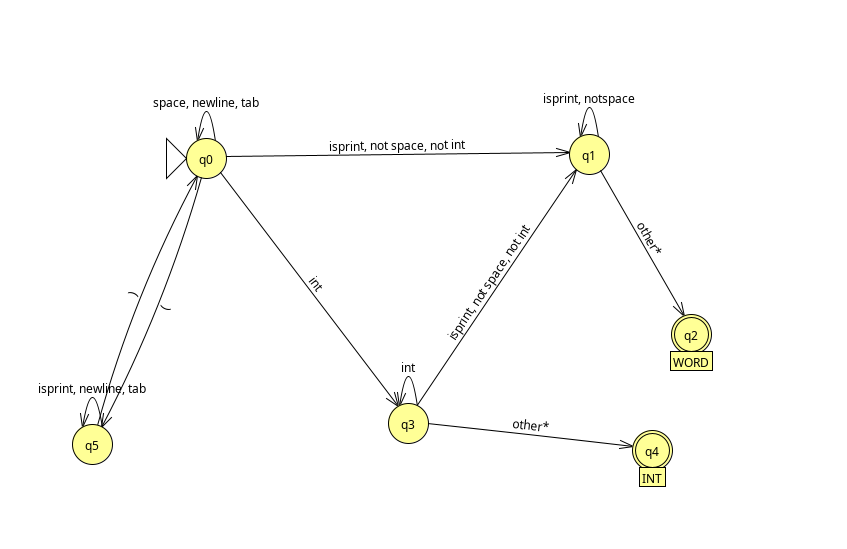 isprint, notspace
space, newline, tab
isprint, not space, not int
q0
q1
other*
isprint, not space, not int
int
)
(
q2
WORD
int
isprint, newline, tab
q3
other*
q5
q4
INT